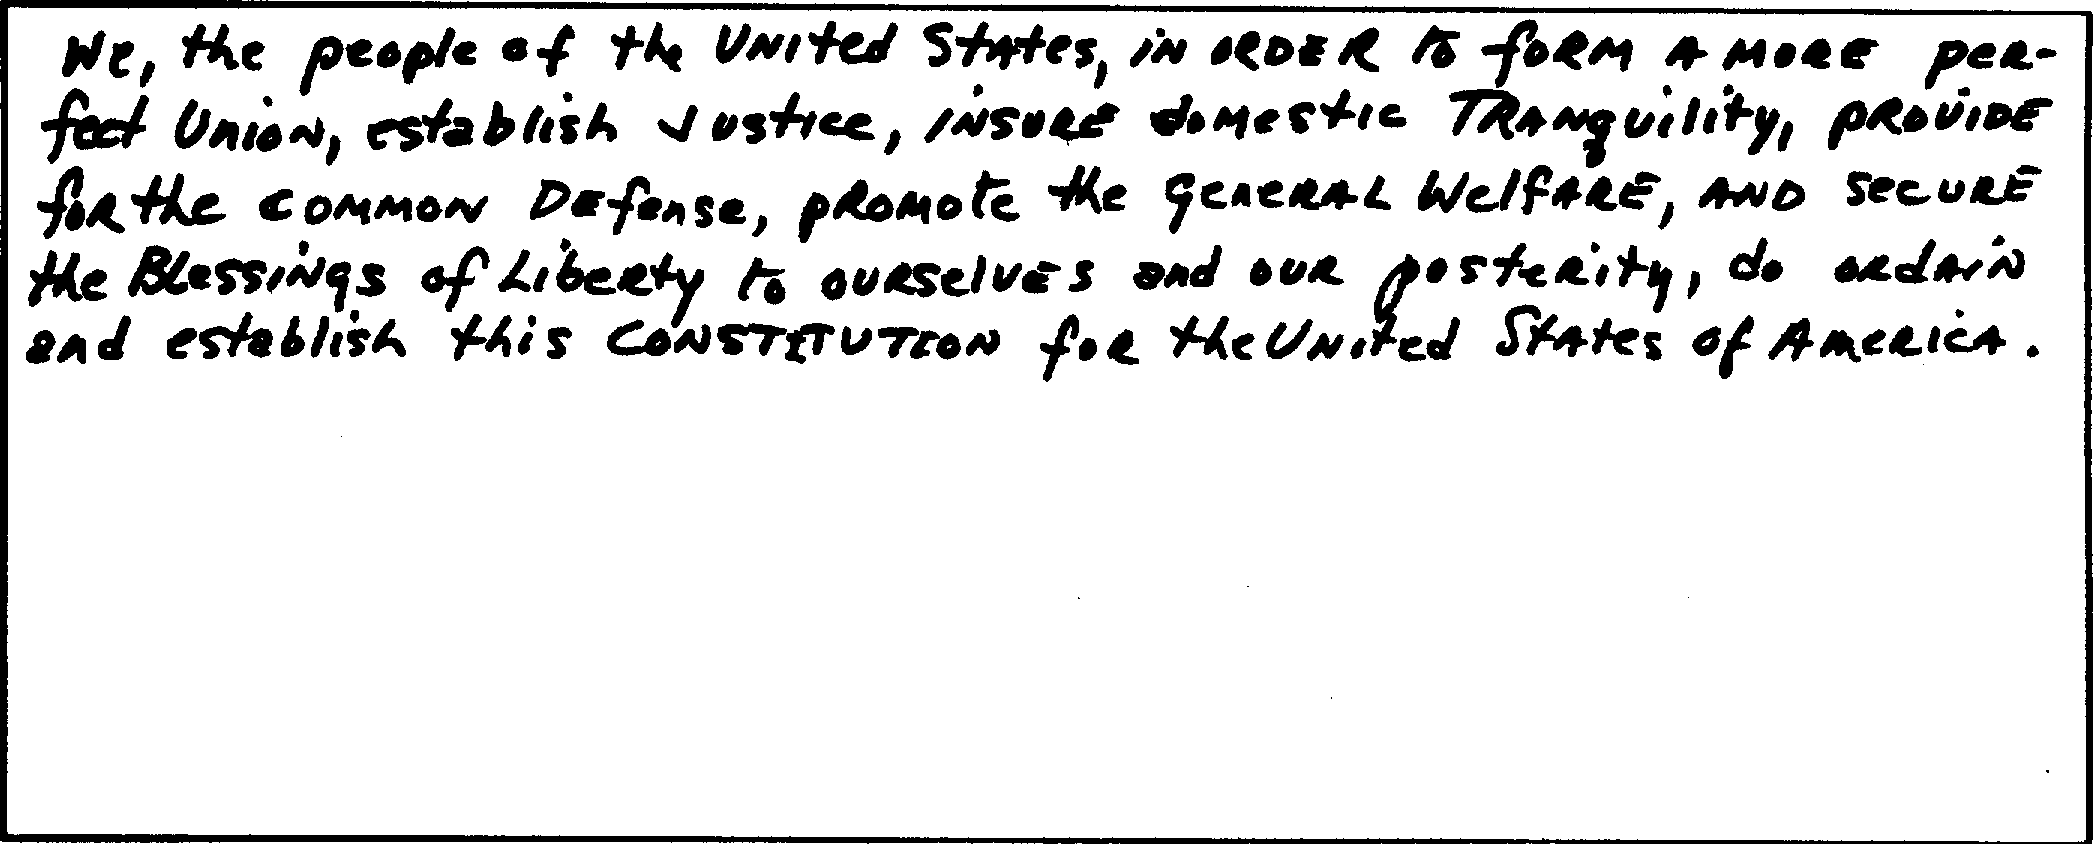 We, the people of the United States, in ORDER to form A MORE per-
fect Union, establish Justice, insure domestic TRANquility, PROVIDE
for the COMMON Defense, promote the general Welfare, AND secure
the Blessings of Liberty to ourselves and our posterity, do ordain
and establish this CONSTITUTION for the United States of America.